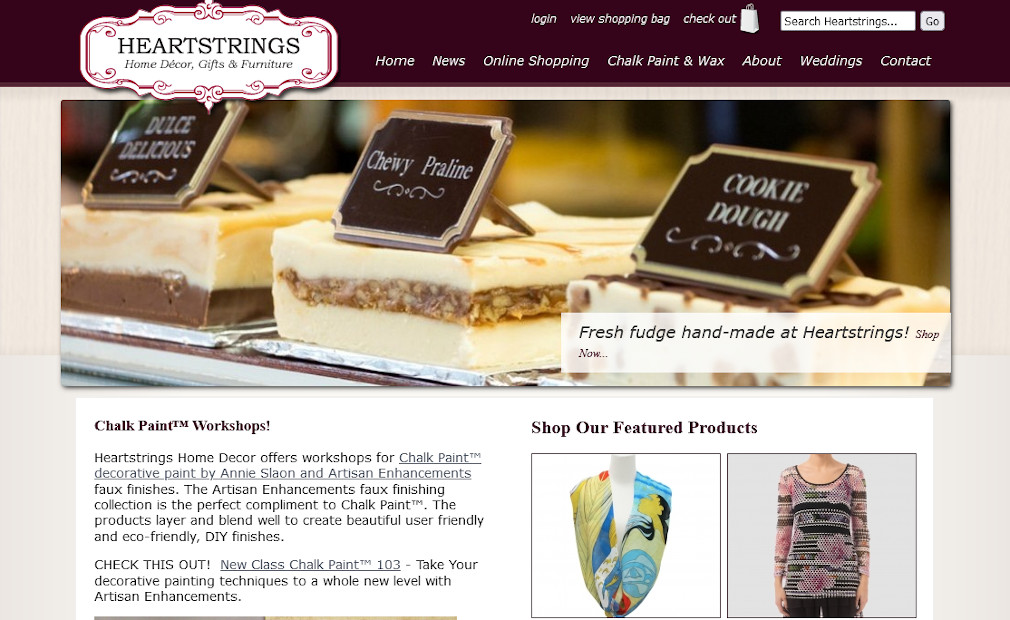 HEARTSTRINGS
Home Décor, Gifts & Furniture
login view shopping bag check out
Search Heartstrings... Go
Home News Online Shopping Chalk Paint & Wax About Weddings Contact
DULCE
DELICIOUS
Chewy Praline
COOKIE
DOUGH
Fresh fudge hand-made at Heartstrings! Shop
Now...
Chalk Paint™ Workshops!
Heartstrings Home Decor offers workshops for Chalk Paint™
decorative paint by Annie Slaon and Artisan Enhancements
faux finishes. The Artisan Enhancements faux finishing
collection is the perfect compliment to Chalk Paint™. The
products layer and blend well to create beautiful user friendly
and eco-friendly, DIY finishes.
CHECK THIS OUT! New Class Chalk Paint™ 103 - Take Your
decorative painting techniques to a whole new level with
Artisan Enhancements.
Shop Our Featured Products